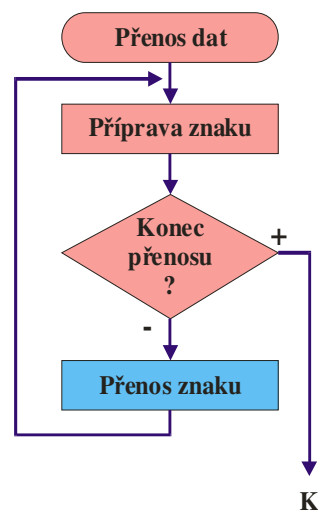 Přenos dat
Příprava znaku
Konec
přenosu
?
+
-
Přenos znaku
K